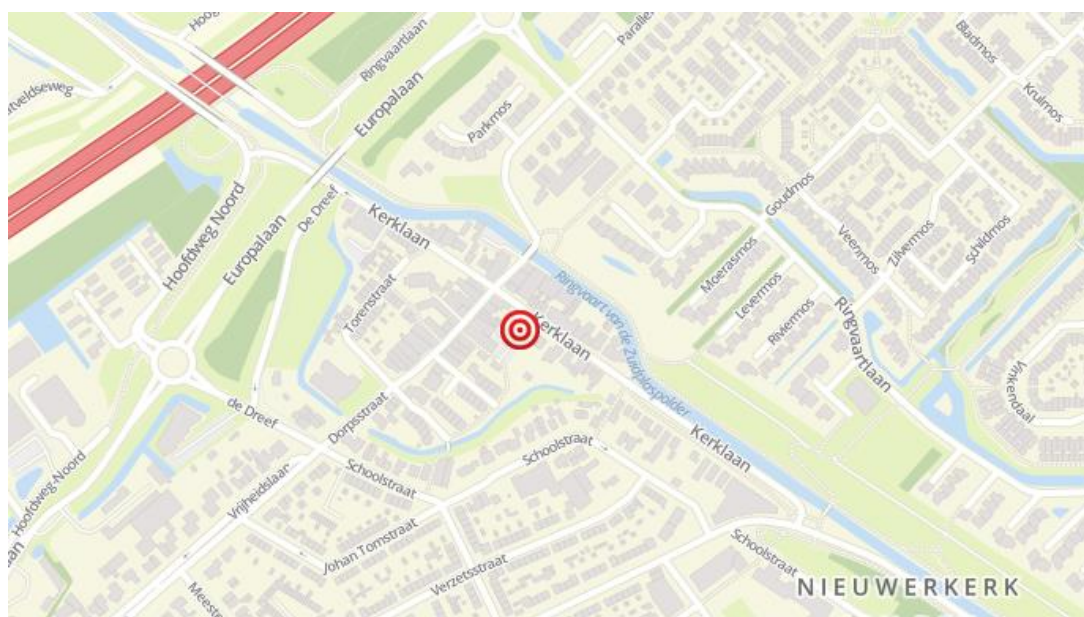 Parkmos
Ringvaartlaan
Europalaan
Bladmos
Kruimos
Hoofdweg Noord
Europalaan
De Dreef
Kerklaan
Goudmos
Veenmos
Zilvermos
Schildmos
Moerasmos
Levermos
Riviermos
Torenstraat
Ringvaart van de Zuidplaspolder
Kerklaan
Ringvaartlaan
Vinkendaal
de Dreef
Dorpsstraat
Schoolstraat
Schoolstraat
Kerklaan
Hoofdweg-Noord
Vrijheidslaan
Johan Tomstraat
Verzetsstraat
Schoolstraat
NIEUWERKERK